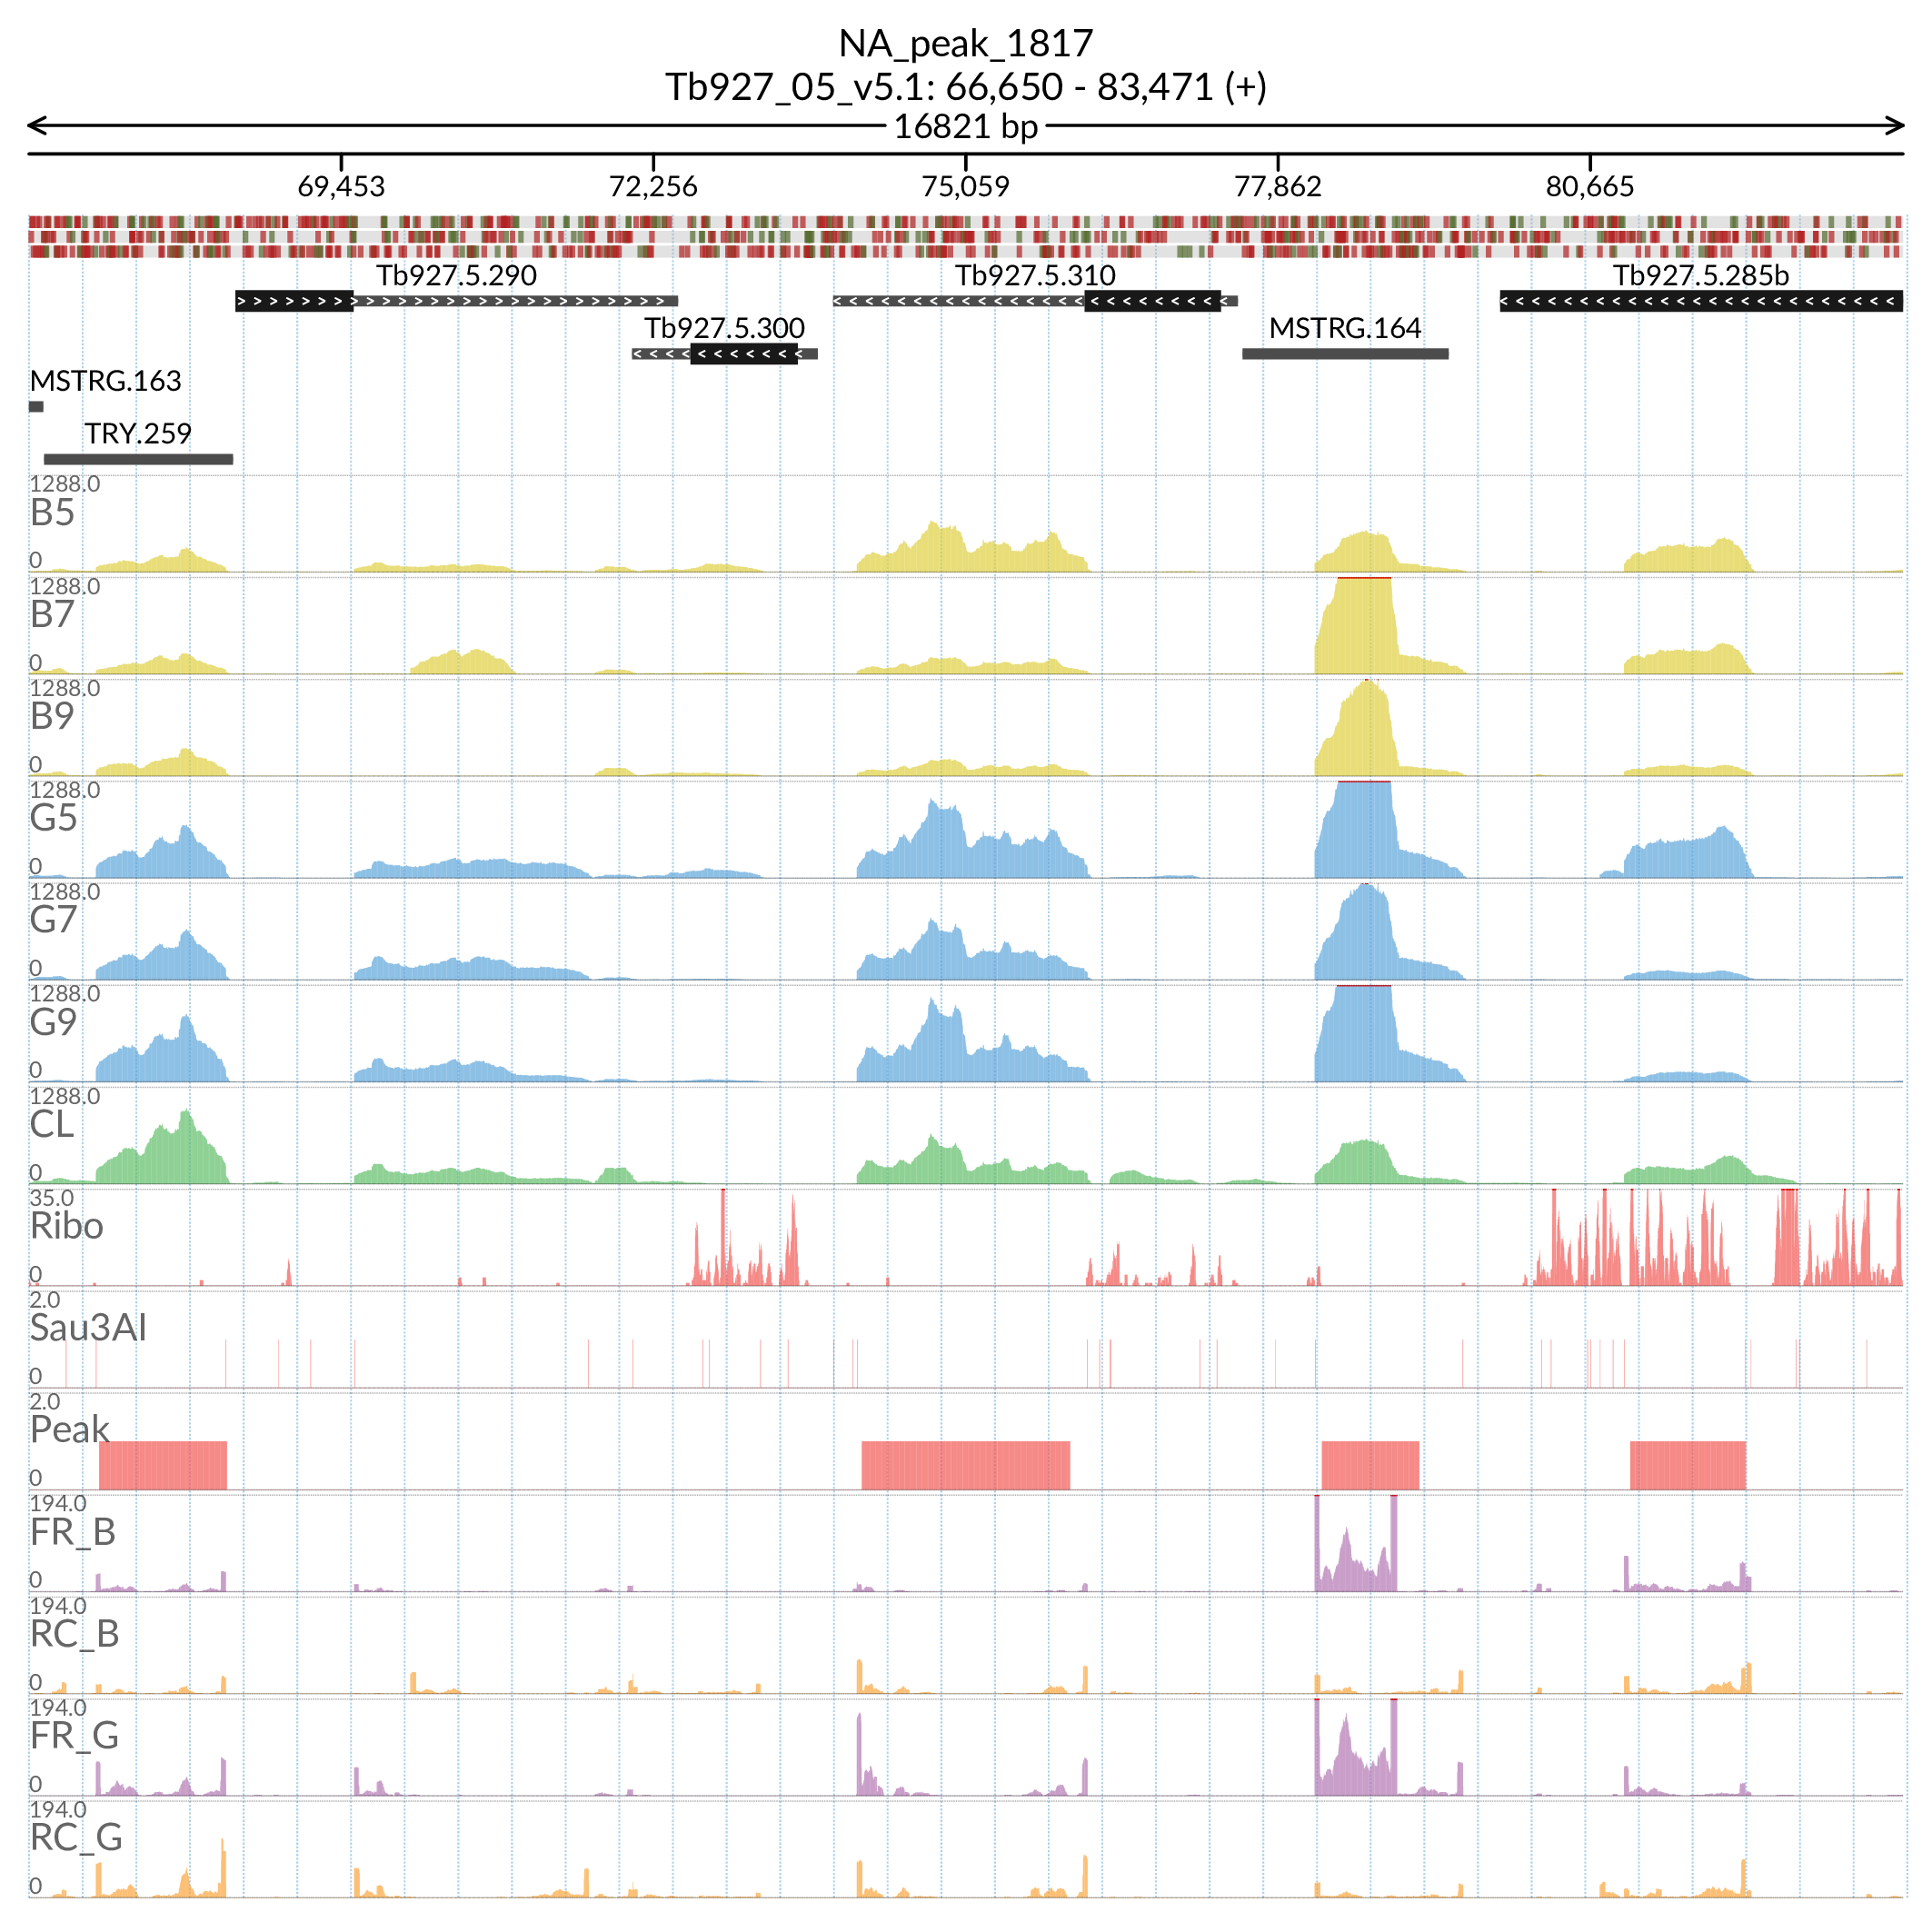 NA_peak_1817
Tb927_05_v5.1: 66,650 - 83,471 (+)
16821 bp
69,453 72,256 75,059 77,862 80,665
Tb927.5.290 Tb927.5.310 Tb927.5.285b
Tb927.5.300 MSTRG.164
MSTRG.163
TRY.259
1288.0
B5
0
1288.0
B7
0
1288.0
B9
0
1288.0
G5
0
1288.0
G7
0
1288.0
G9
0
1288.0
CL
0
35.0
Ribo
0
2.0
Sau3AI
0
2.0
Peak
0
194.0
FR_B
0
194.0
RC_B
0
194.0
FR_G
0
194.0
RC_G
0